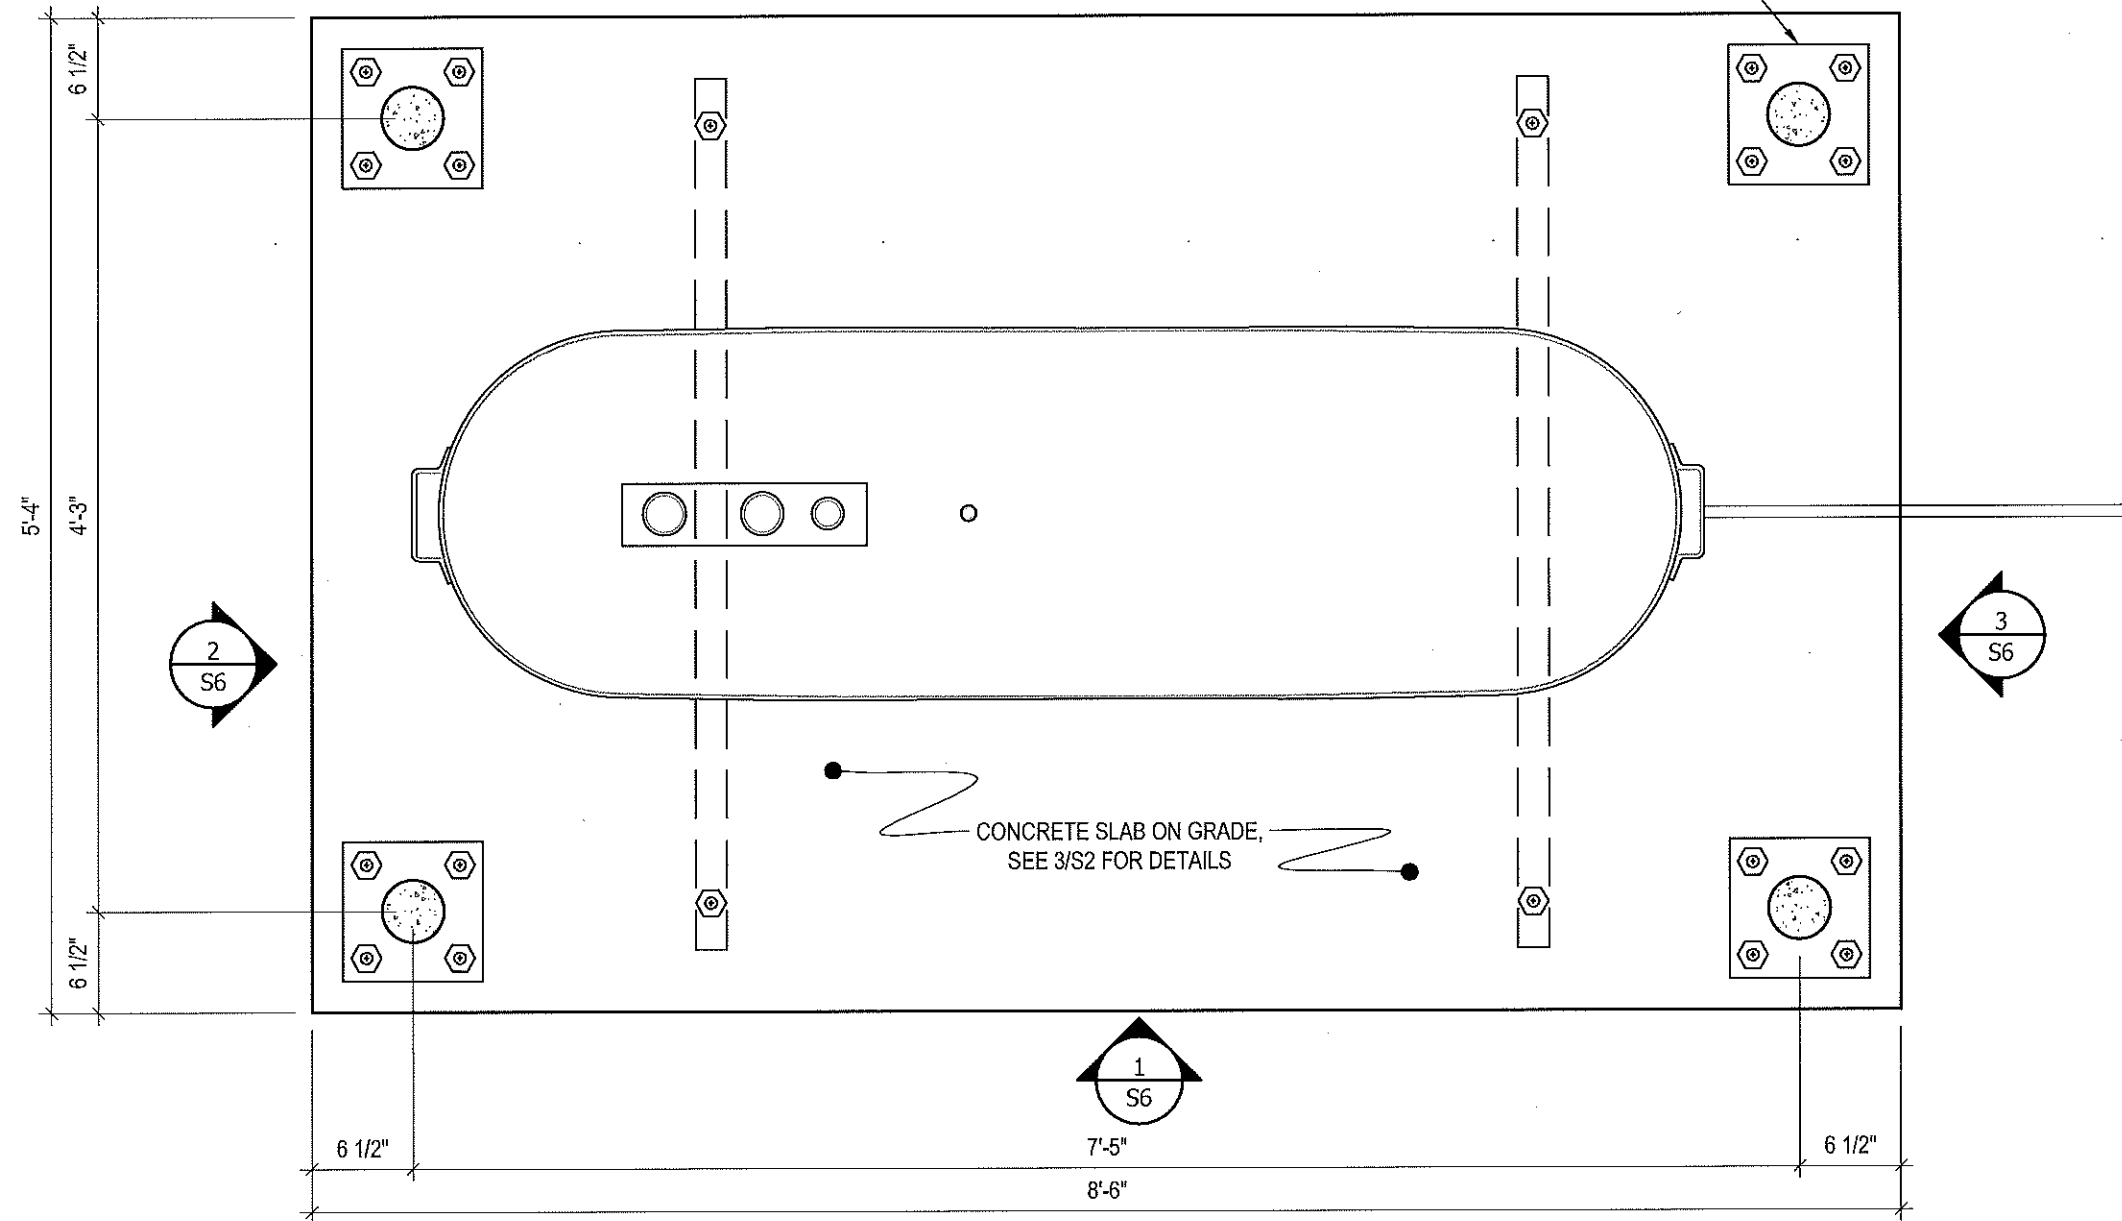 6 1/2"
5'-4"
4'-3"
6 1/2"
2
S6
3
S6
CONCRETE SLAB ON GRADE,
SEE 3/S2 FOR DETAILS
1
S6
6 1/2"
7'-5"
6 1/2"
8'-6"